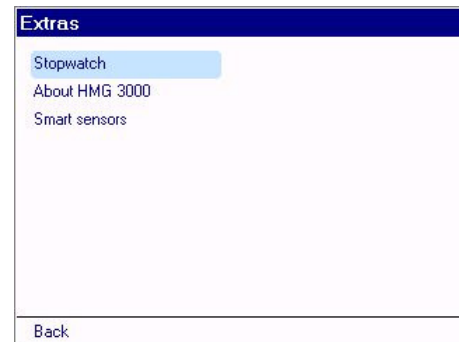 Extras
Stopwatch
About HMG 3000
Smart sensors
Back